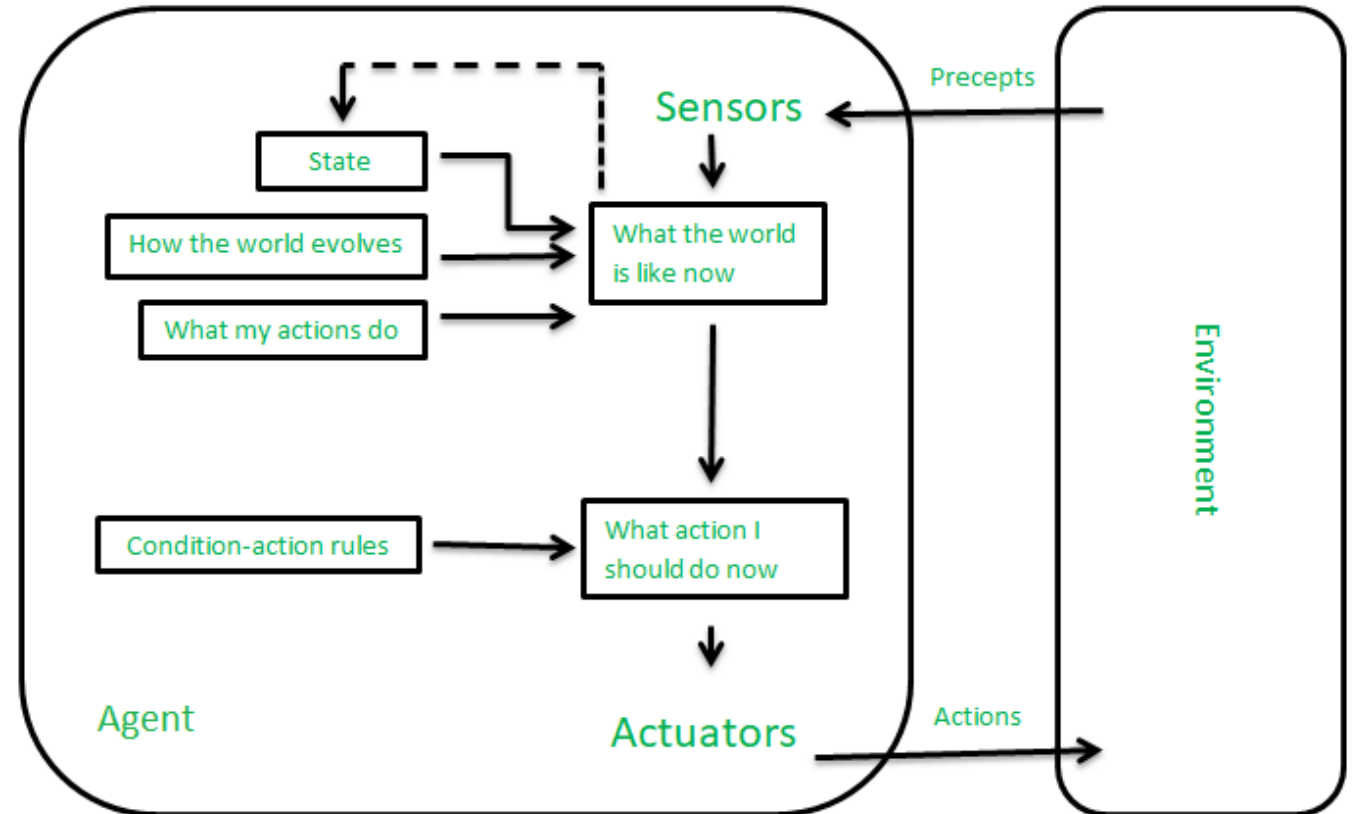 Precepts
Sensors
State
How the world evolves
What the world
is like now
What my actions do
Environment
Condition-action rules
What action I
should do now
Agent
Actuators
Actions